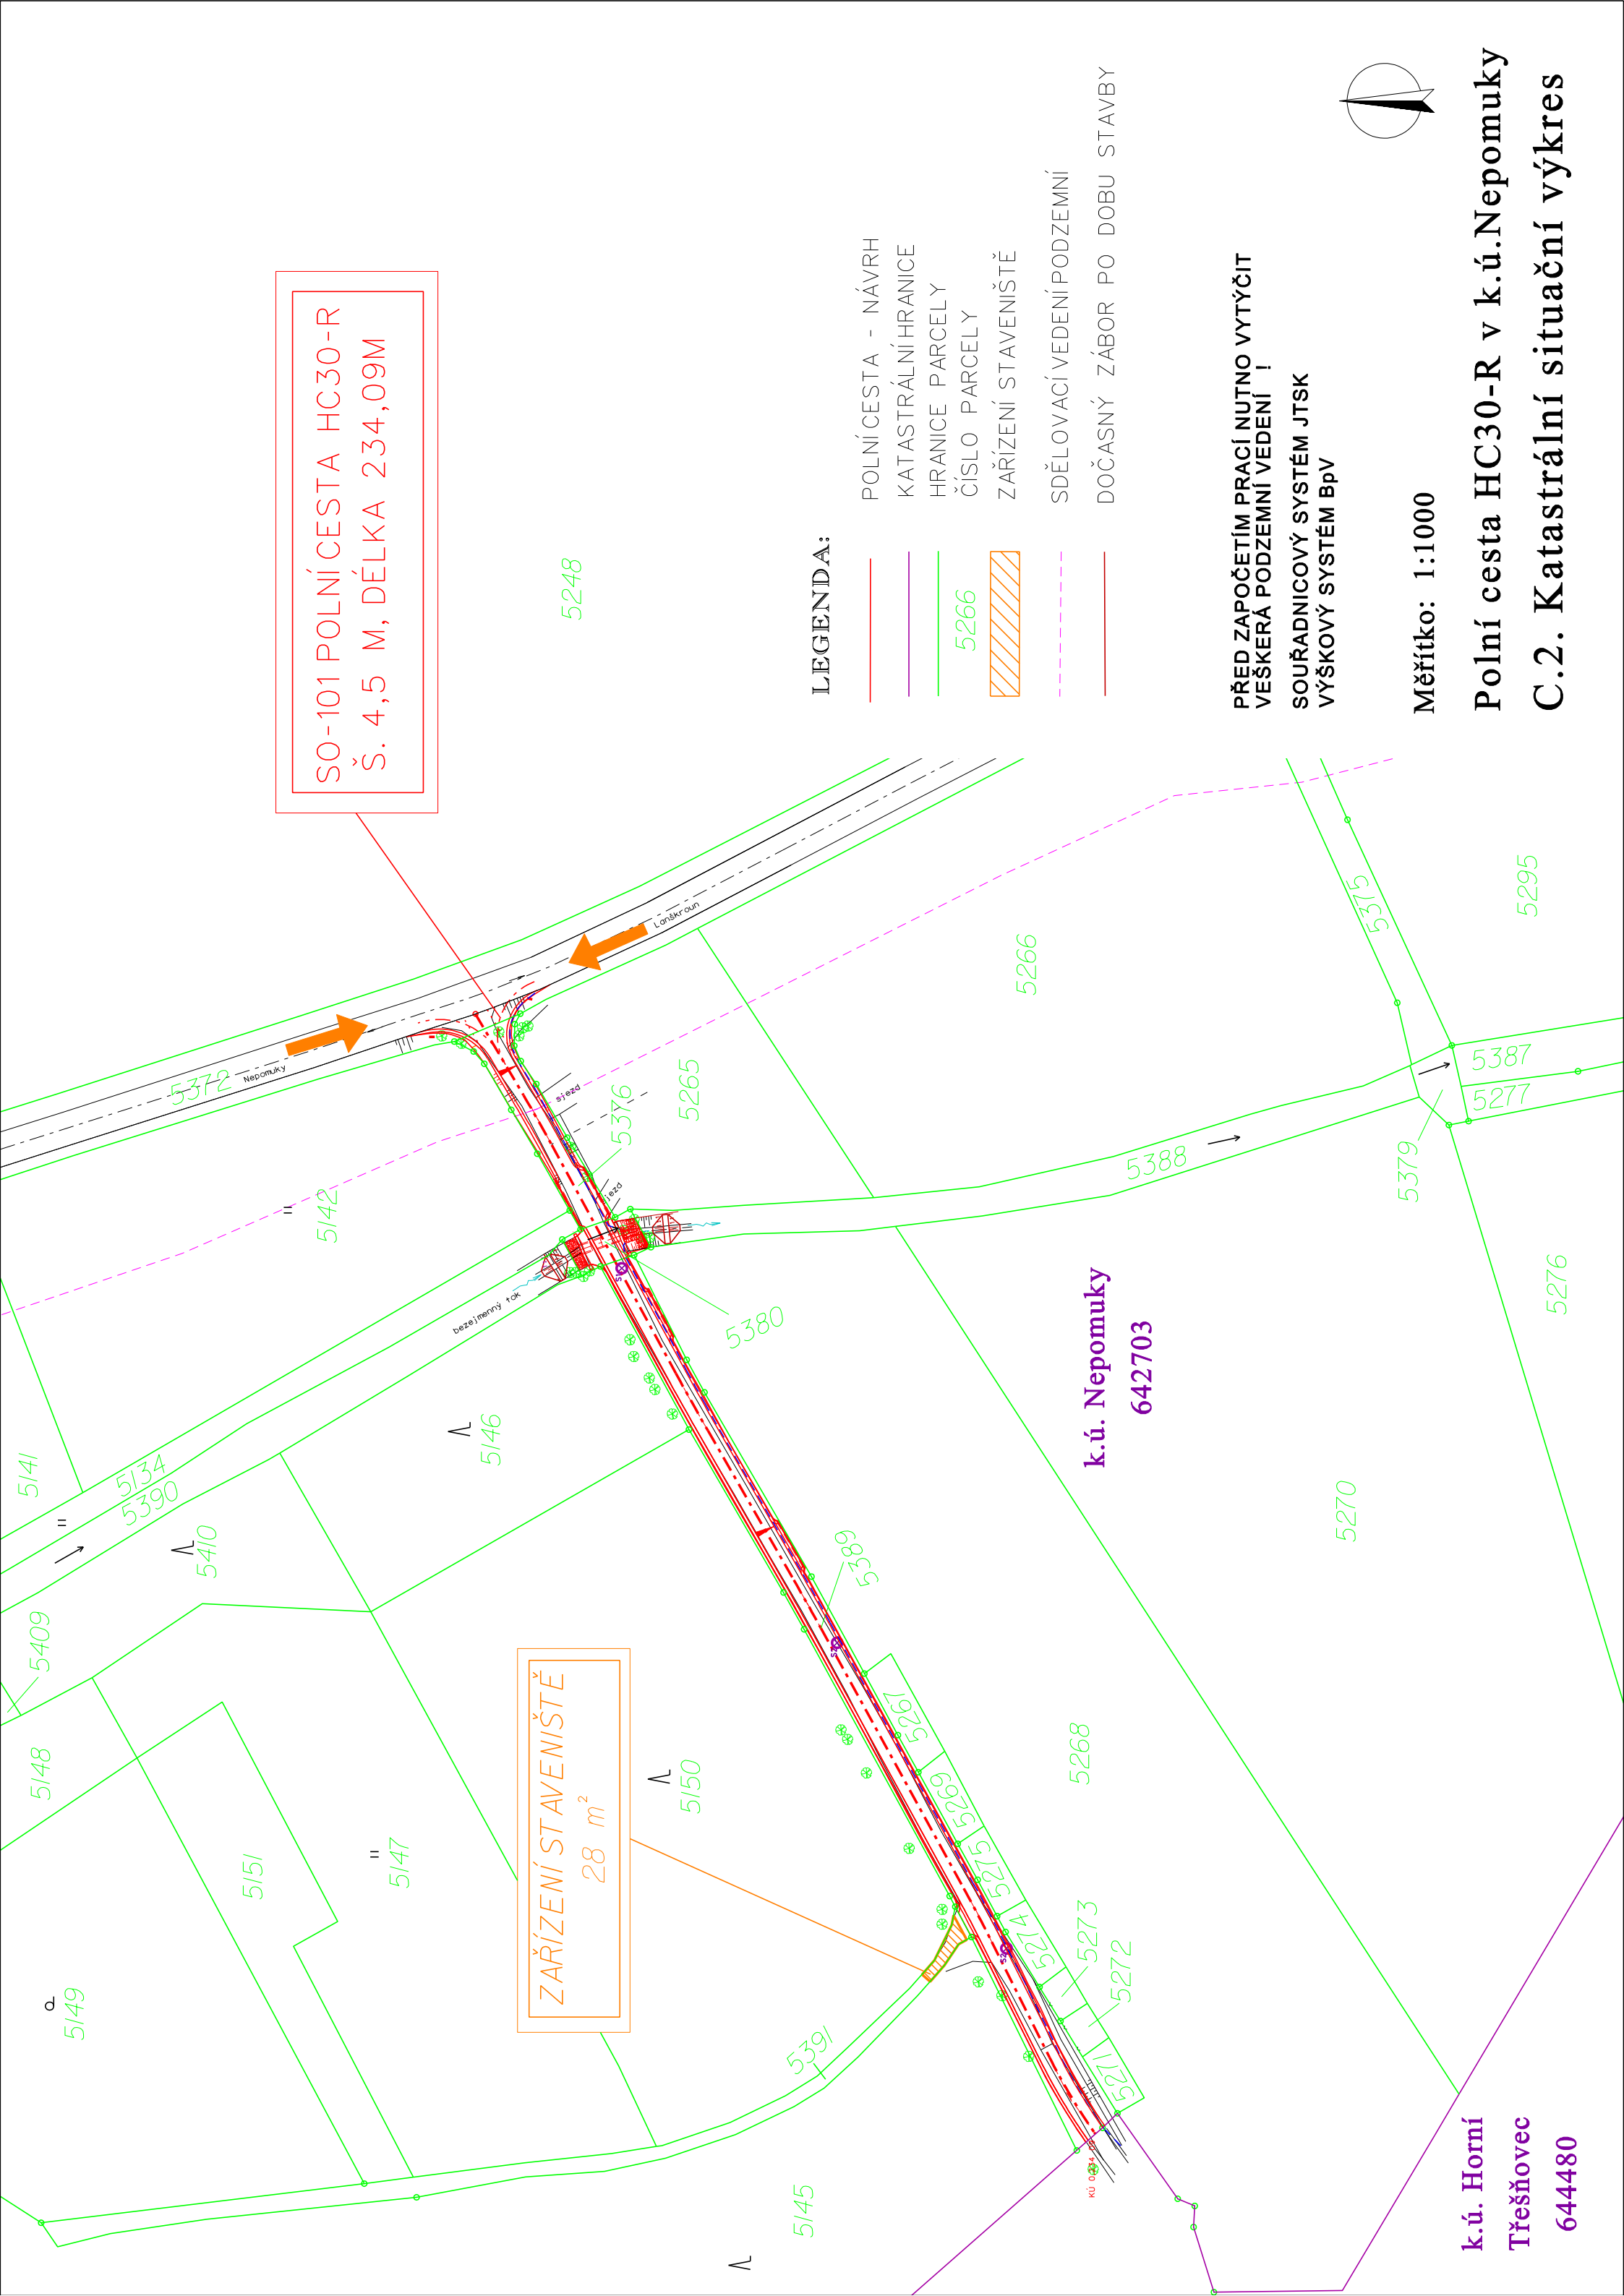 SO-101 POLNÍ CESTA HC30-R
Š. 4,5 M, DÉLKA 234,09M
5248
LEGENDA:
POLNÍ CESTA - NÁVRH
KATASTRÁLNÍ HRANICE
HRANICE PARCELY
5266 ČÍSLO PARCELY
ZAŘÍZENÍ STAVENIŠTĚ
SDĚLOVACÍ VEDENÍ PODZEMNÍ
DOČASNÝ ZÁBOR PO DOBU STAVBY
PŘED ZAPOČETÍM PRACÍ NUTNO VYTÝČIT
VEŠKERÁ PODZEMNÍ VEDENÍ !
SOUŘADNICOVÝ SYSTÉM JTSK
VÝŠKOVÝ SYSTÉM BpV
Měřítko: 1:1000
Polní cesta HC30-R v k.ú.Nepomuky
C.2. Katastrální situační výkres
5372
Nepomuky
Lanškroun
5142
sjezd
5376
5265
5266
5375
5295
5387
5277
5379
5388
jezd
5380
bezejmenný tok
5141
5134
5390
5410
5146
5409
5148
5151
5147
5149
5150
ZAŘÍZENÍ STAVENIŠTĚ
28 m²
5389
5267
5269
5275
5274
5273
5272
5271
5268
5270
5276
k.ú. Nepomuky
642703
5391
5145
k.ú. Horní
Třešňovec
644480